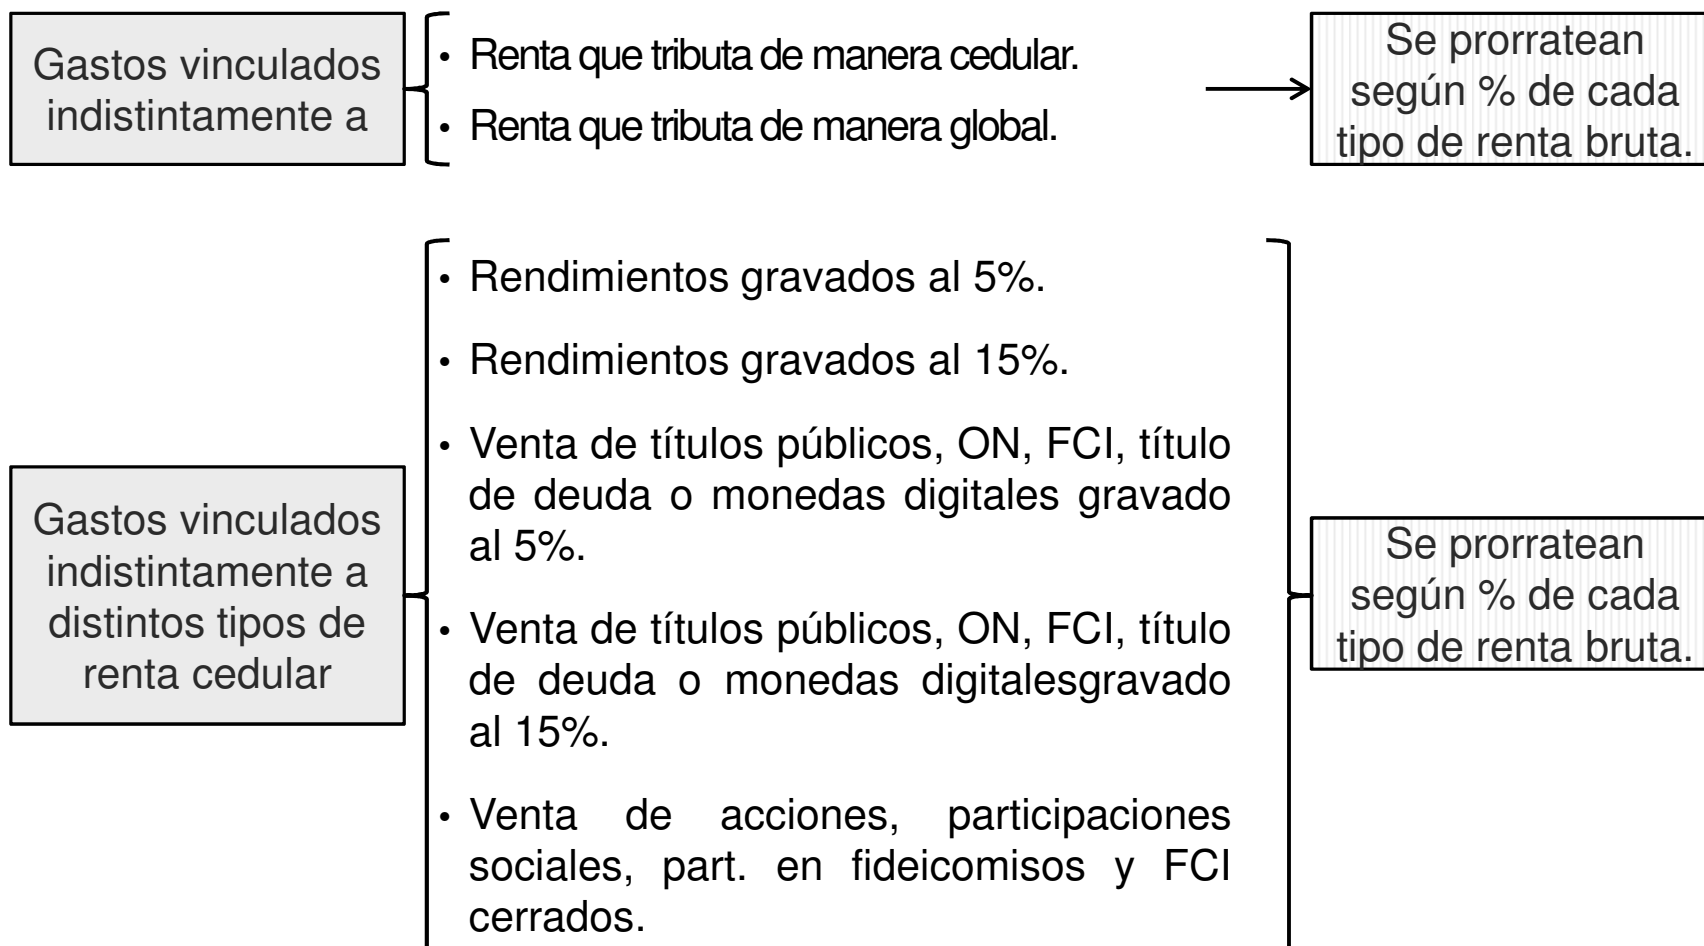 Gastos vinculados
indistintamente a
• Renta que tributa de manera cedular.
• Renta que tributa de manera global.
Se prorratean
según % de cada
tipo de renta bruta.
Gastos vinculados
indistintamente a
distintos tipos de
renta cedular
• Rendimientos gravados al 5%.
• Rendimientos gravados al 15%.
• Venta de títulos públicos, ON, FCI, título
de deuda o monedas digitales gravado
al 5%.
• Venta de títulos públicos, ON, FCI, título
de deuda o monedas digitalesgravado
al 15%.
• Venta de acciones, participaciones
sociales, part. en fideicomisos y FCI
cerrados.
Se prorratean
según % de cada
tipo de renta bruta.